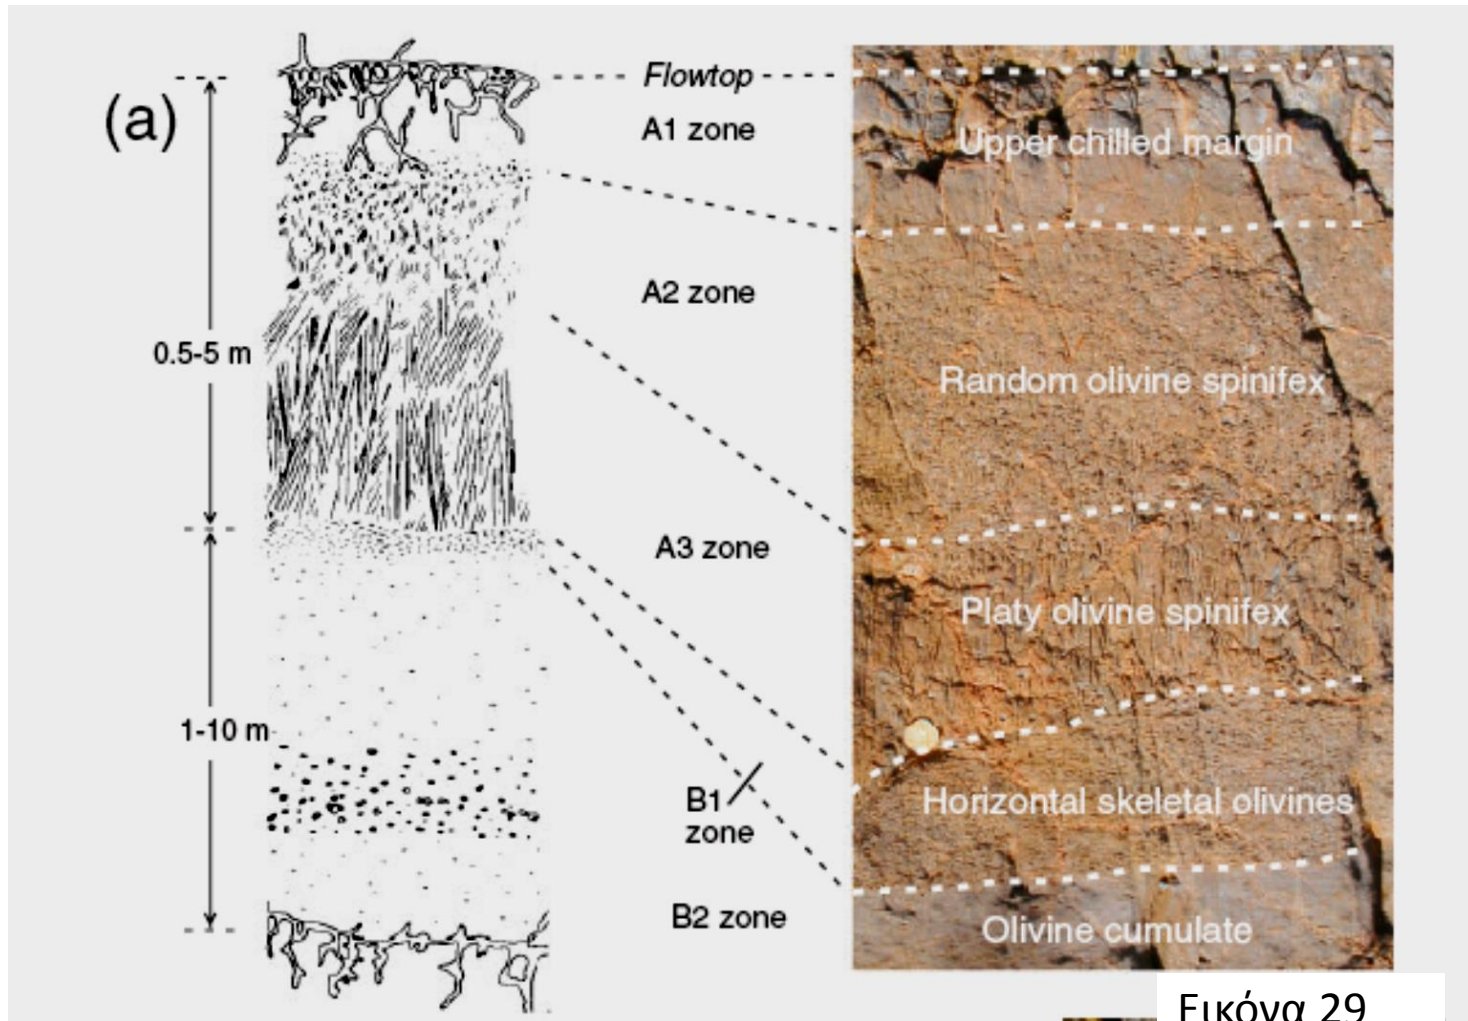 (a)
0.5-5 m
1-10 m
Flowtop
A1 zone
A2 zone
A3 zone
B1
zone
B2 zone
Upper chilled margin
Random olivine spinifex
Platy olivine spinifex
Horizontal skeletal olivines
Olivine cumulate
Εικόνα 29